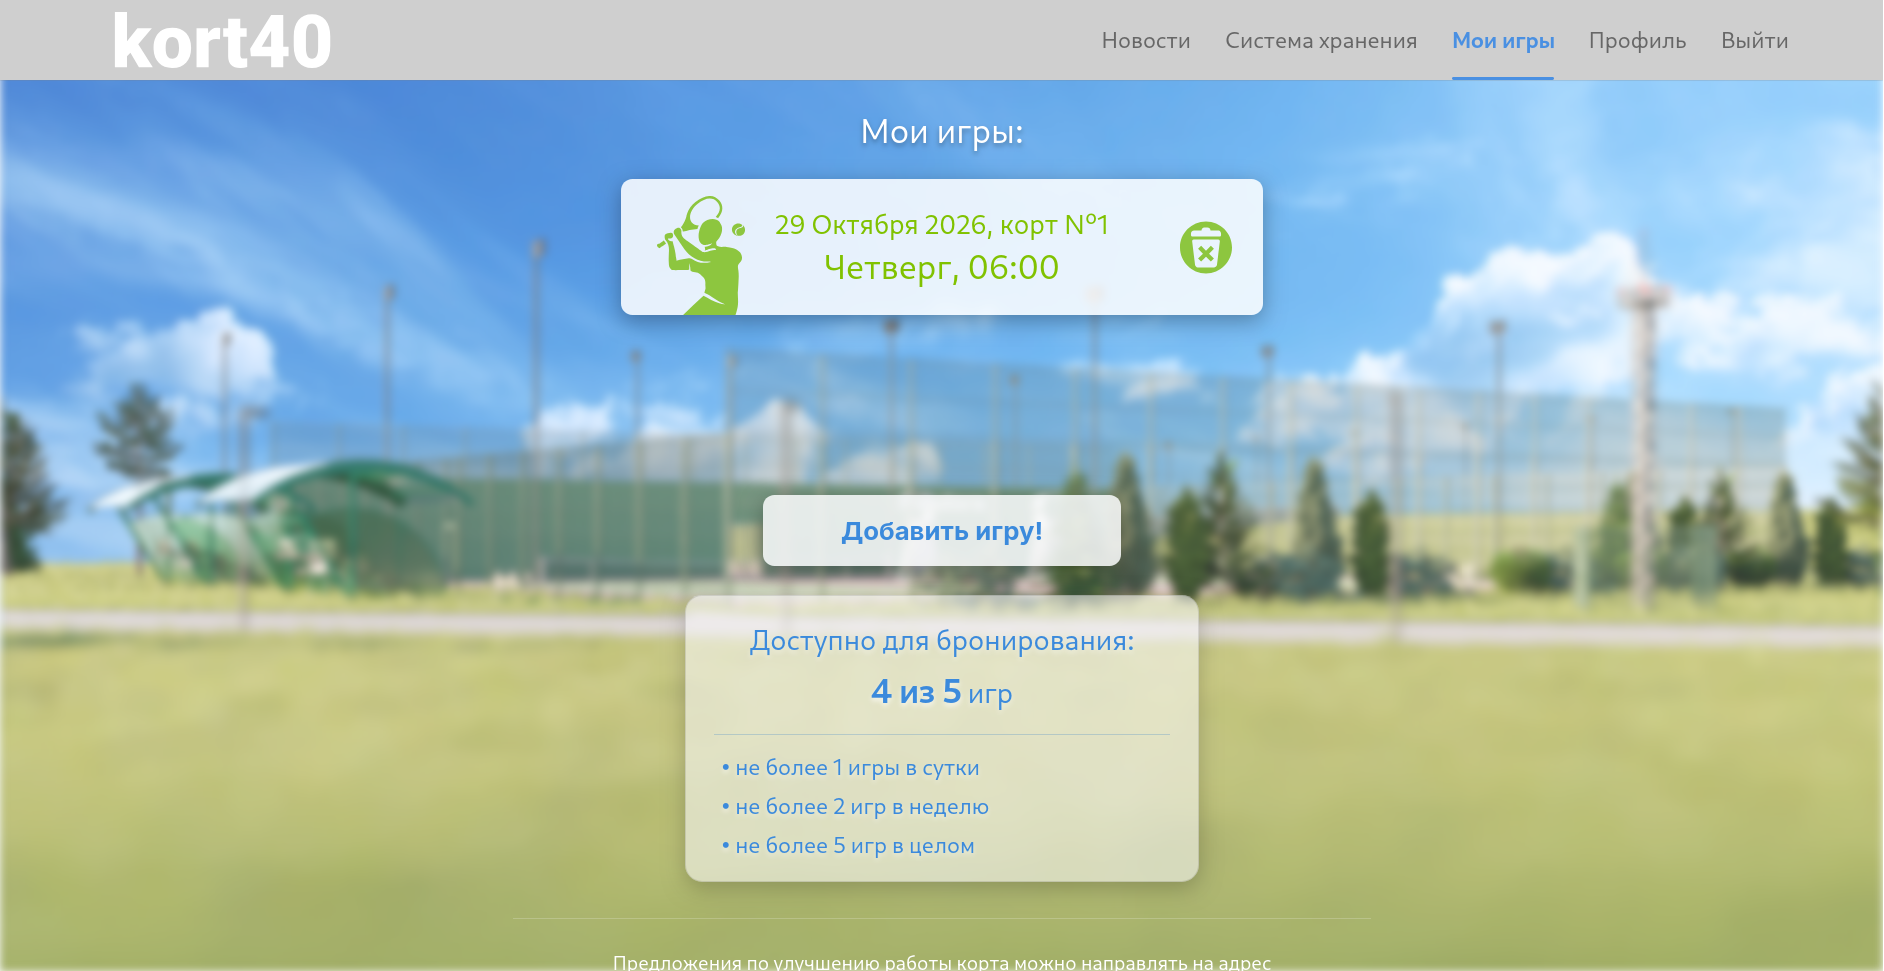 kort40
Новости Система хранения Мои игры Профиль Выйти
Мои игры:
29 Октября 2026, корт №1
Четверг, 06:00
Добавить игру!
Доступно для бронирования:
4 из 5 игр
• не более 1 игры в сутки
• не более 2 игр в неделю
• не более 5 игр в целом
Предложения по улучшению работы корта можно направлять на адрес